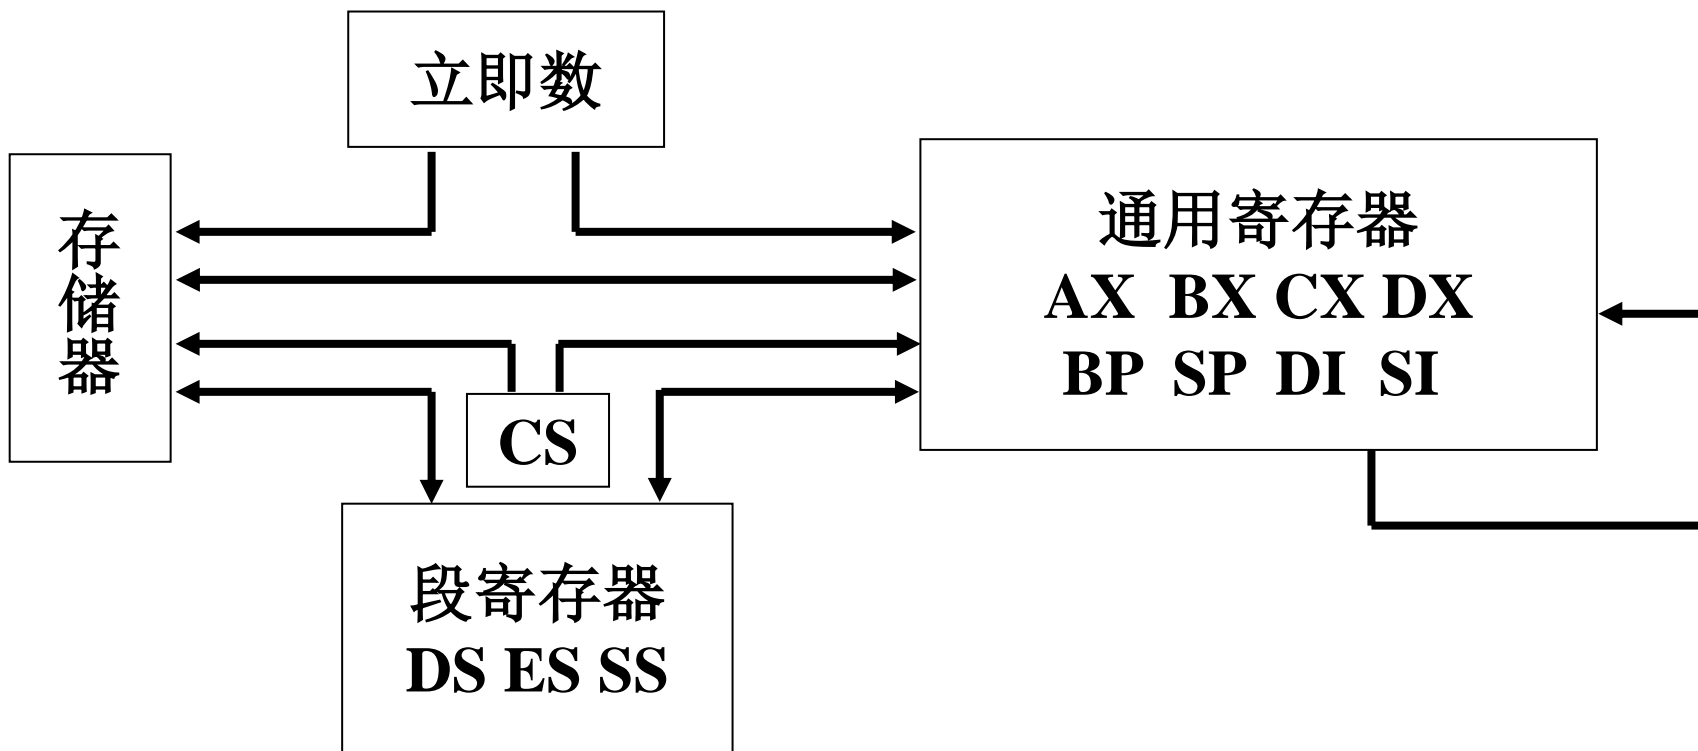 立即数
存储器
通用寄存器
AX BX CX DX
BP SP DI SI
CS
段寄存器
DS ES SS